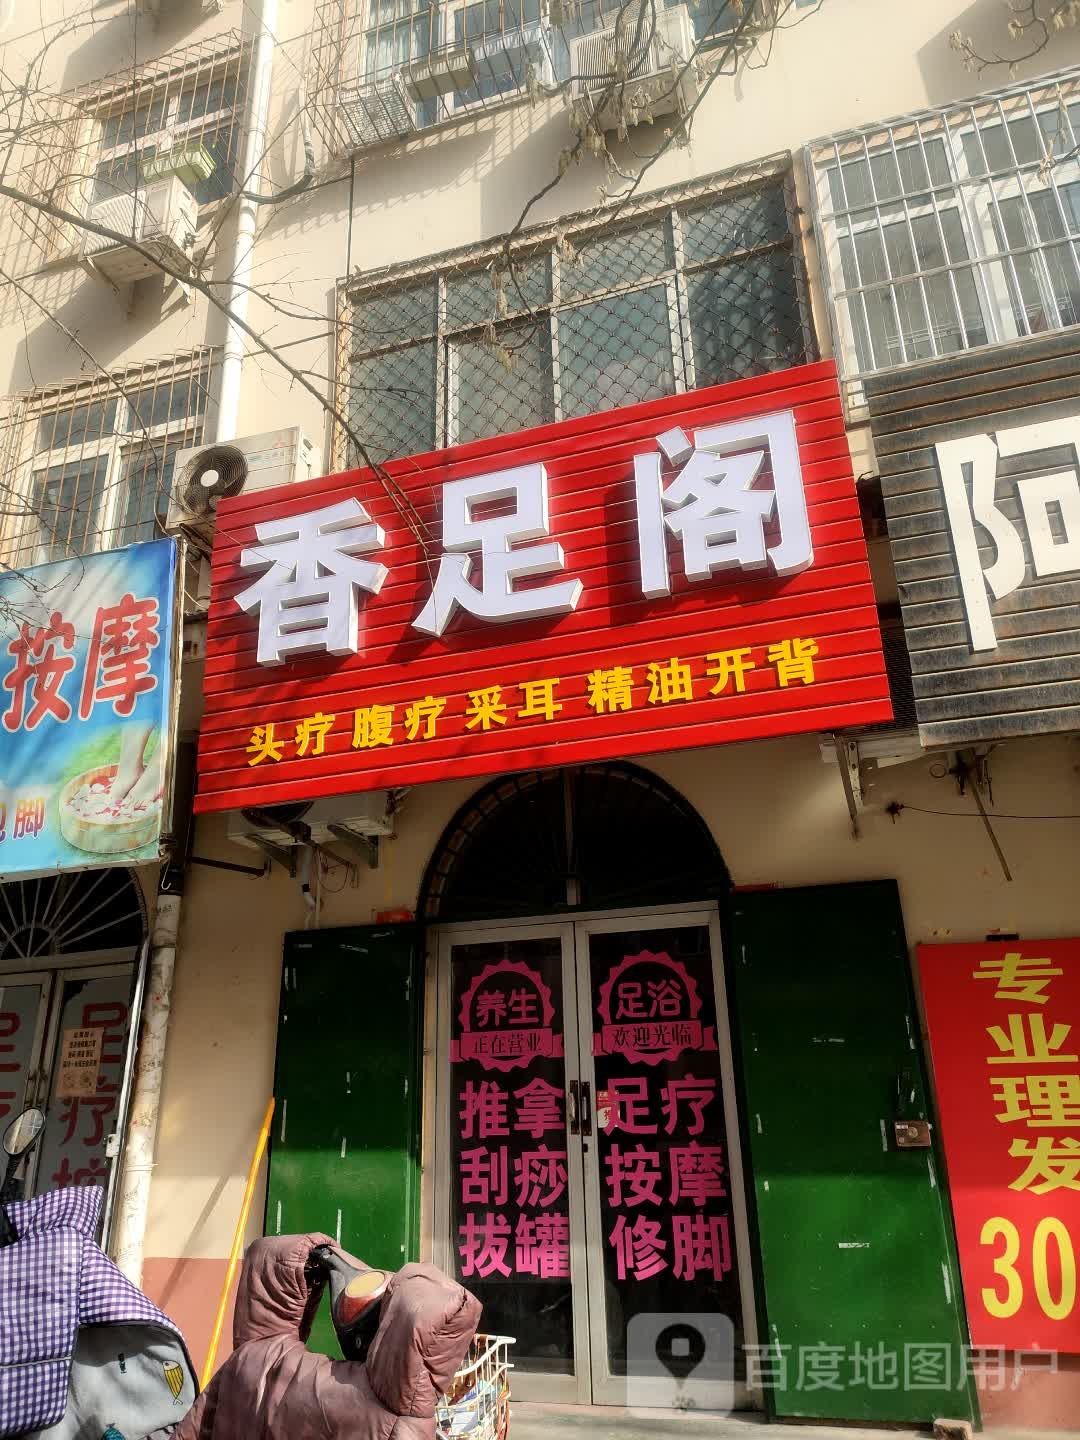 香足阁
头疗 腹疗 采耳 精油开背
按摩
脚
阿
养生
正在营业
推拿
刮痧
拔罐
足浴
欢迎光临
足疗
按摩
修脚
足疗按
专业理发
30
百度地图用户